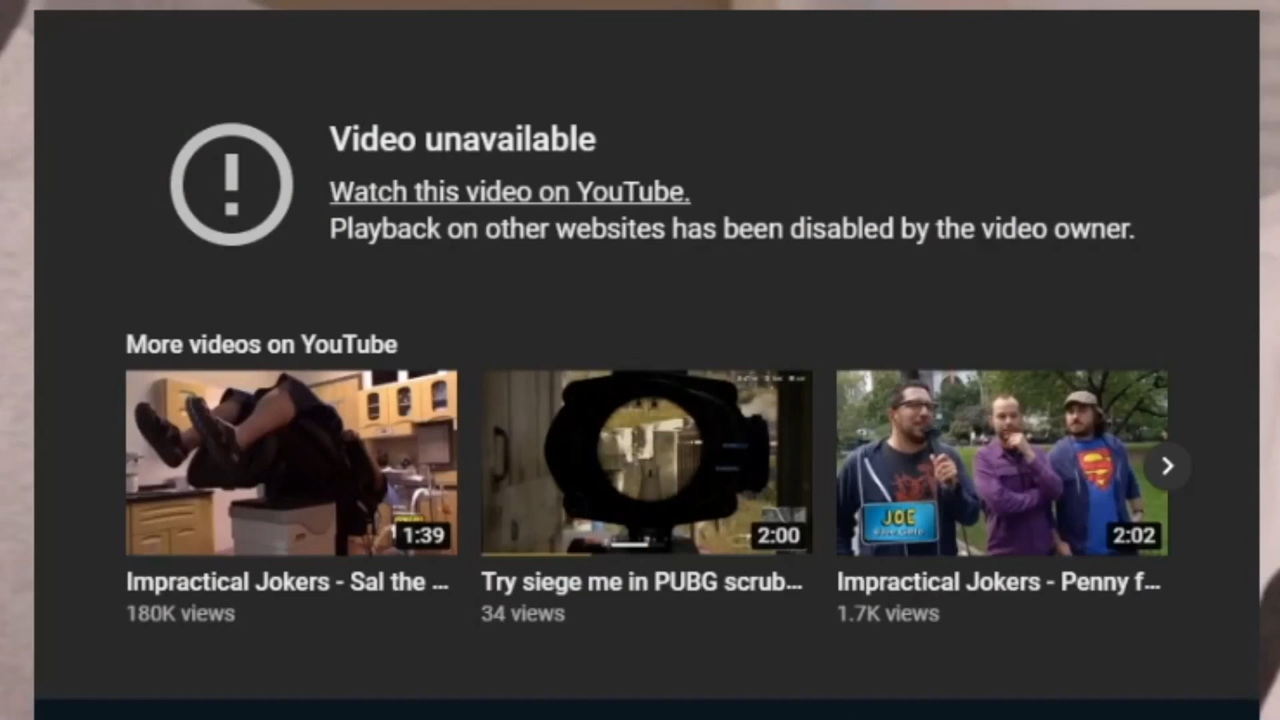 Video unavailable
Watch this video on YouTube.
Playback on other websites has been disabled by the video owner.
More videos on YouTube
1:39
2:00
JOE
2:02
Impractical Jokers - Sal the ...
Try siege me in PUBG scrub...
Impractical Jokers - Penny f...
180K views
34 views
1.7K views